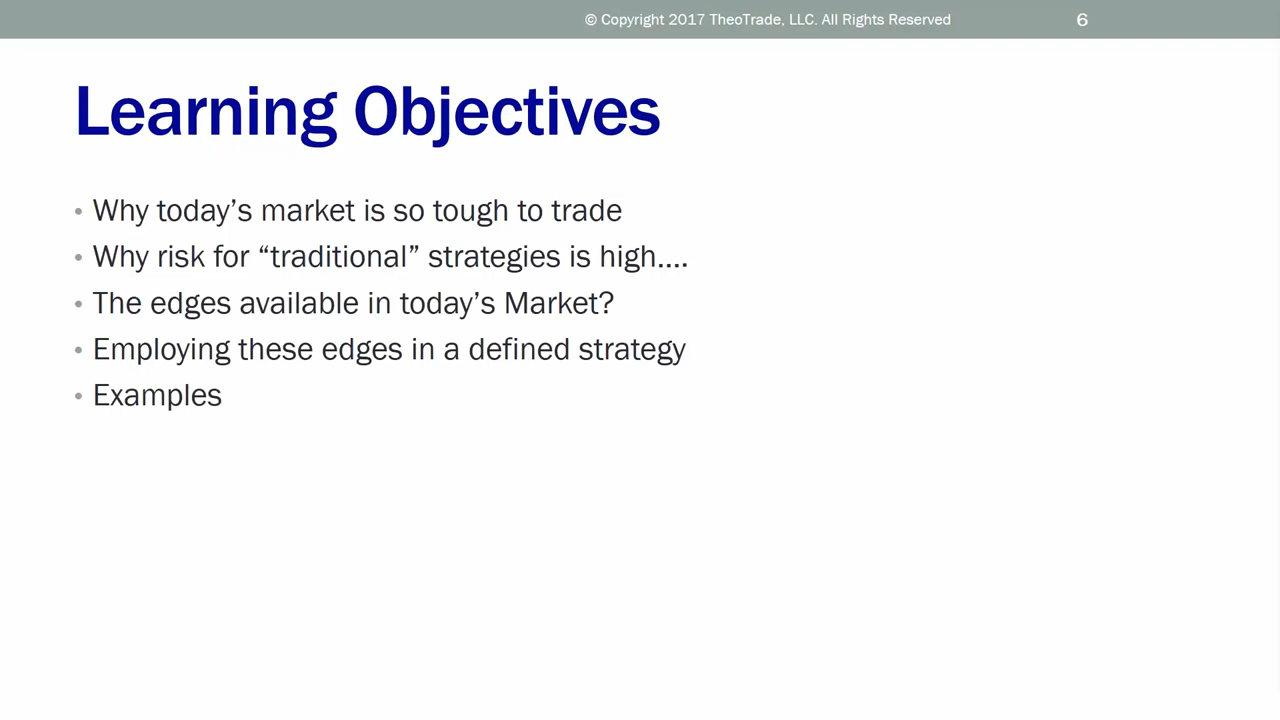 © Copyright 2017 TheoTrade, LLC. All Rights Reserved
6
Learning Objectives
• Why today’s market is so tough to trade
• Why risk for “traditional” strategies is high....
• The edges available in today’s Market?
• Employing these edges in a defined strategy
• Examples